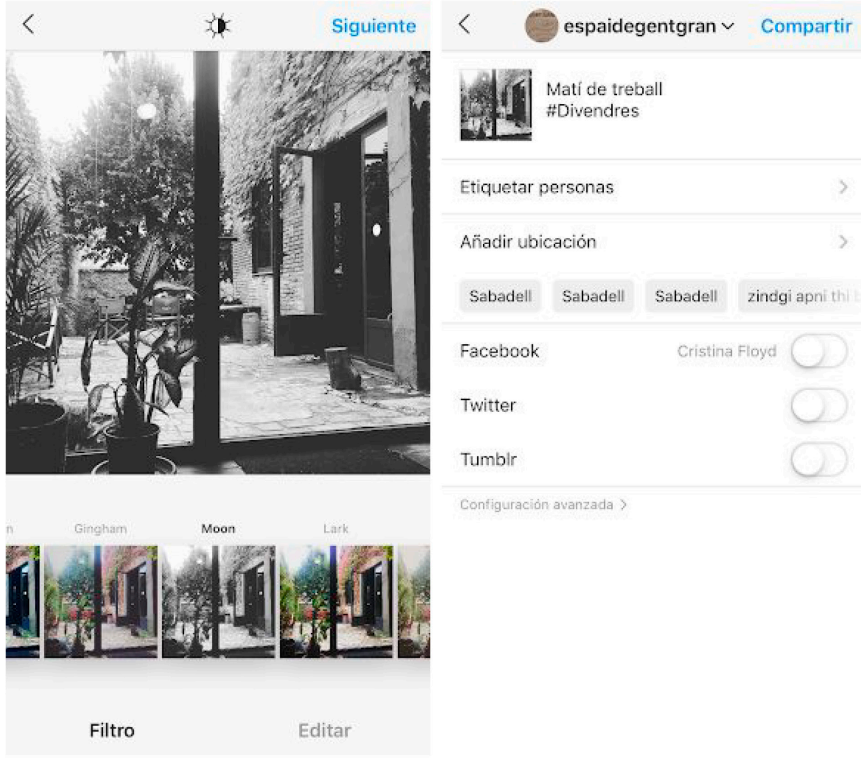 Siguiente
n Gingham Moon Lark
Filtro Editar
espaidegentgran Compartir
Matí de treball
#Divendres
Etiquetar personas
Añadir ubicación
Sabadell Sabadell Sabadell zindgi apni thi
Facebook Cristina Floyd
Twitter
Tumblr
Configuración avanzada